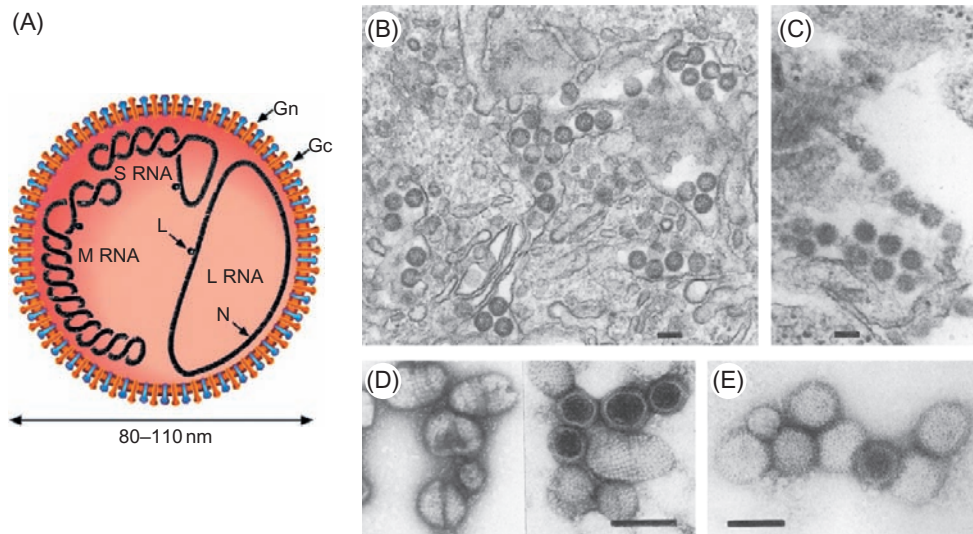 (A)
Gn
Gc
S RNA
L
M RNA
L RNA
N
80–110 nm
(B)
(C)
(D)
(E)